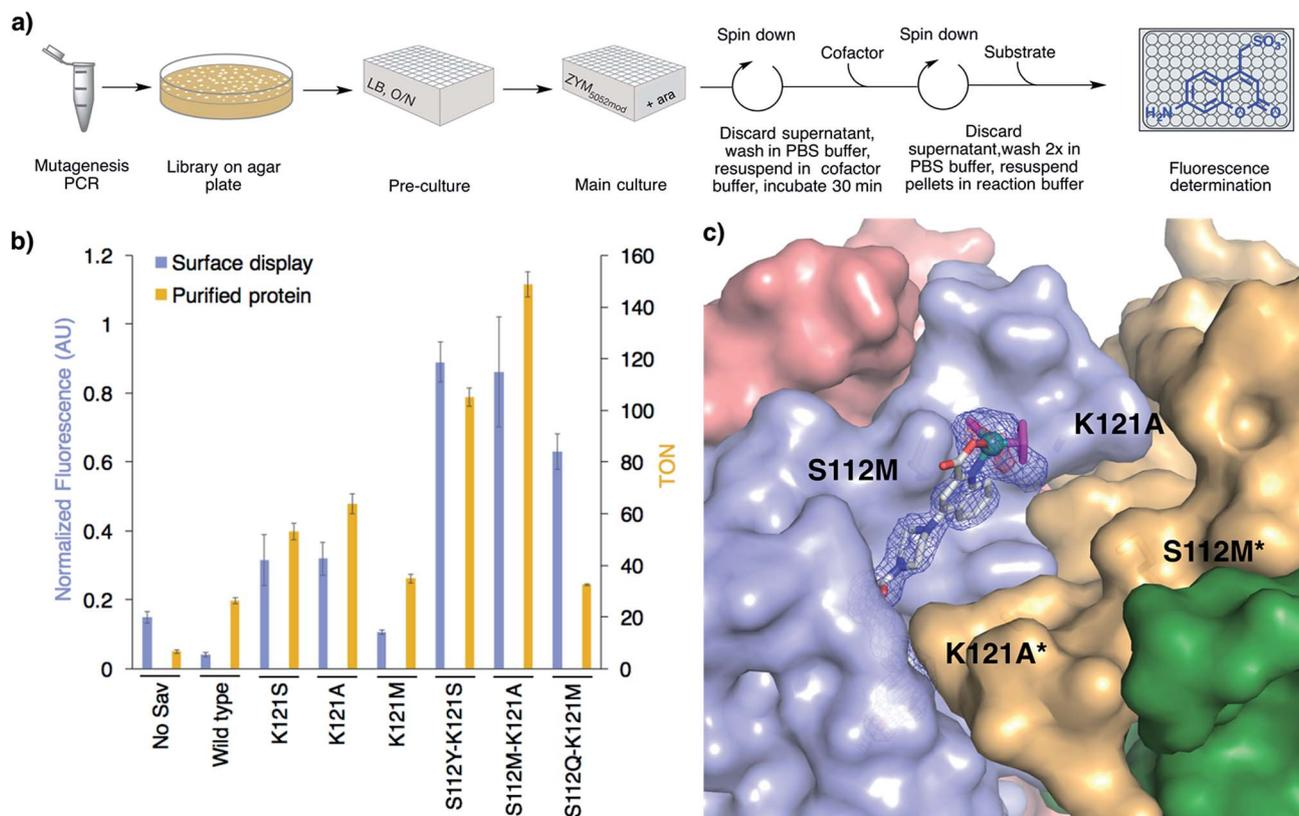 a)
Spin down
Cofactor
Spin down
Substrate
LB, O/N
ZYM5052mod
+ ara
SO3-
H2N
O
O
Mutagenesis
PCR
Library on agar
plate
Pre-culture
Main culture
Discard supernatant,
wash in PBS buffer,
resuspend in cofactor
buffer, incubate 30 min
Discard
supernatant,wash 2x in
PBS buffer, resuspend
pellets in reaction buffer
Fluorescence
determination
b)
Normalized Fluorescence (AU)
1.2
1
0.8
0.6
0.4
0.2
0
Surface display
Purified protein
160
140
120
100
80
60
40
20
0
TON
No Sav
Wild type
K121S
K121A
K121M
S112Y-K121S
S112M-K121A
S112Q-K121M
c)
K121A
S112M
S112M*
K121A*